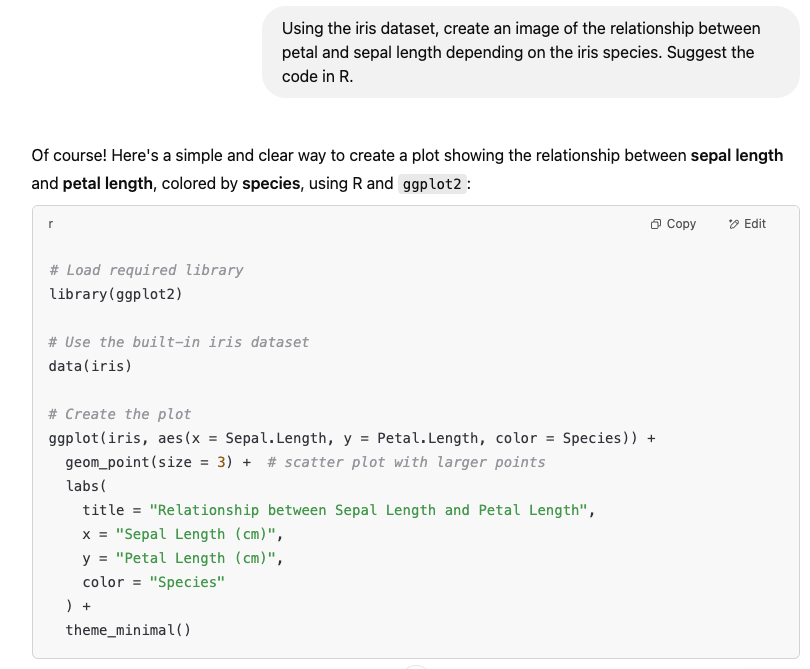 Using the iris dataset, create an image of the relationship between
petal and sepal length depending on the iris species. Suggest the
code in R.
Of course! Here's a simple and clear way to create a plot showing the relationship between sepal length
and petal length, colored by species, using R and ggplot2:
r Copy Edit
# Load required library
library(ggplot2)
# Use the built-in iris dataset
data(iris)
# Create the plot
ggplot(iris, aes(x = Sepal.Length, y = Petal.Length, color = Species)) +
  geom_point(size = 3) +  # scatter plot with larger points
  labs(
    title = "Relationship between Sepal Length and Petal Length",
    x = "Sepal Length (cm)",
    y = "Petal Length (cm)",
    color = "Species"
  ) +
  theme_minimal()